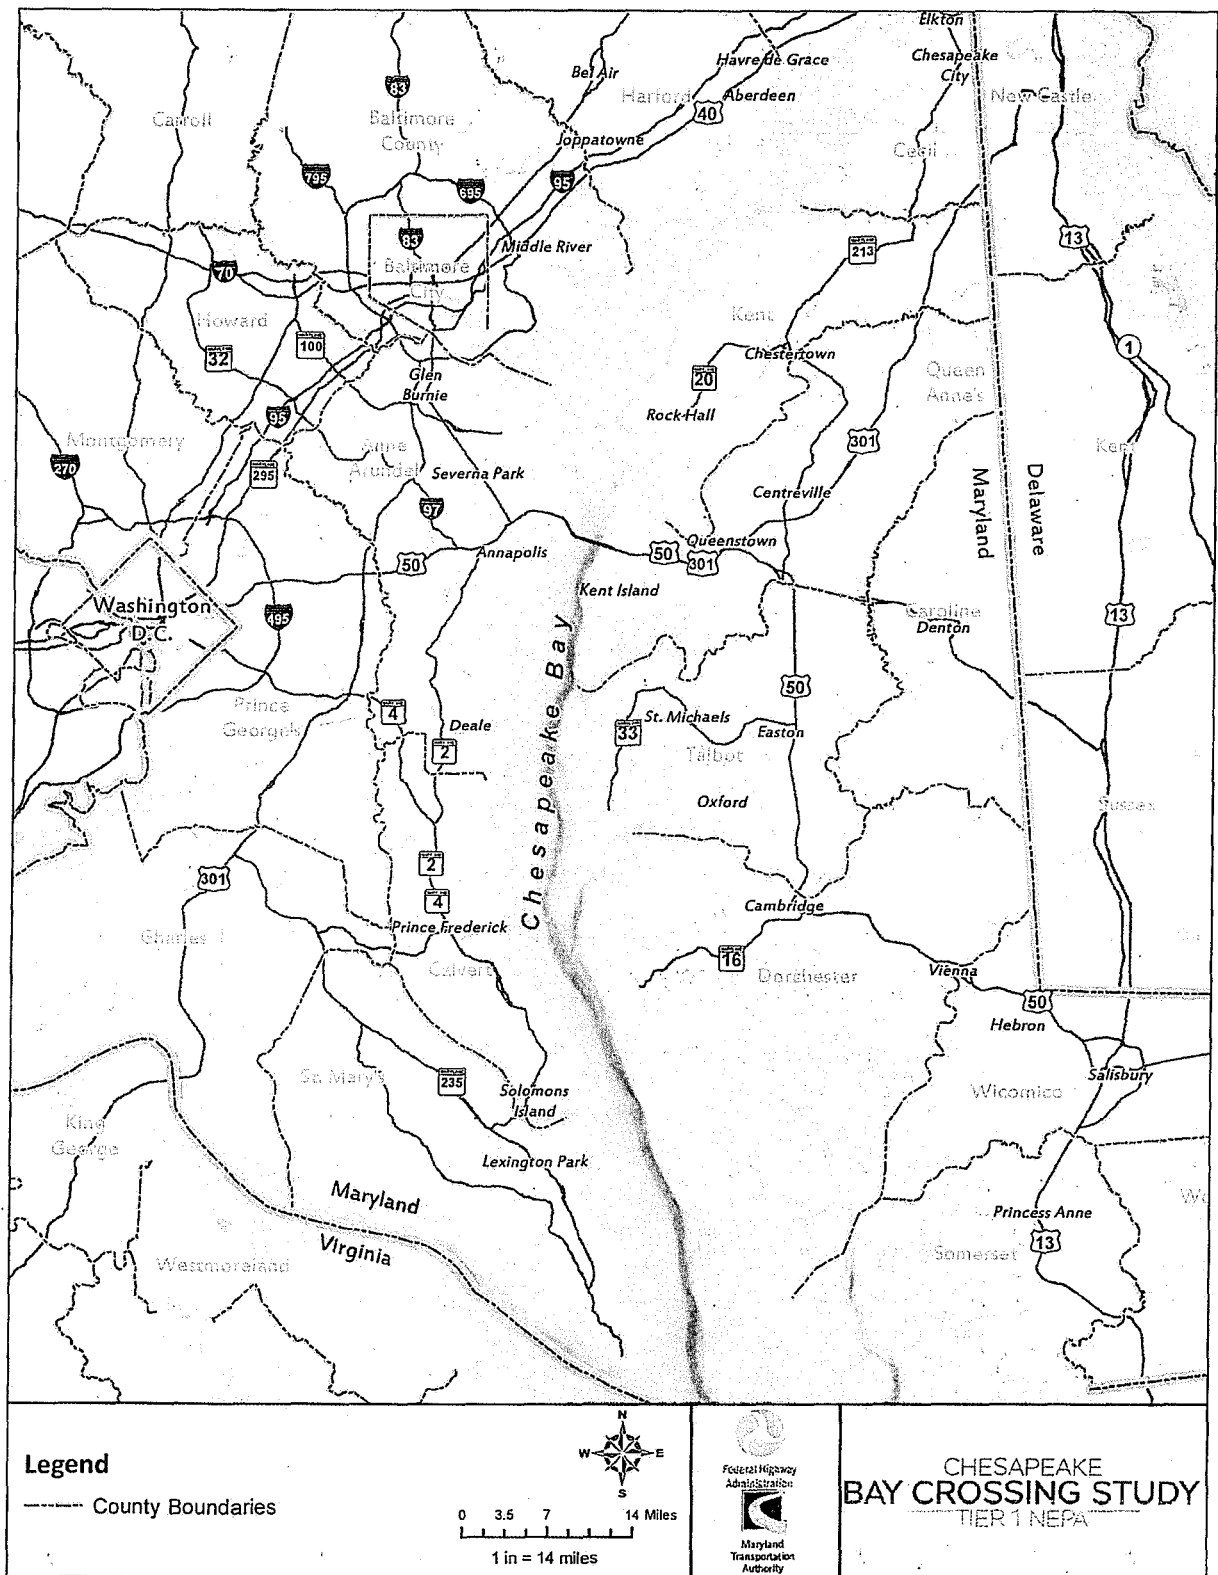 Elkton
Chesapeake
City
Havre de Grace
Bel Air
Harford
Aberdeen
New Castle
83
40
Carroll
Baltimore
County
Joppatowne
Cecil
795
695
95
83
Middle River
213
13
70
Baltimore
City
Howard
Kent
1
32
100
Chestertown
Glen
Burnie
20
Queen
Anne's
Rock Hall
95
301
Montgomery
Anne
Arundel
Kent
270
295
Severna Park
Maryland
Delaware
97
Centreville
50
Annapolis
50
301
Queenstown
Kent Island
Washington
D.C.
495
Caroline
Denton
13
Chesapeake Bay
50
Prince
George's
4
Deale
2
33
St. Michaels
Easton
Talbot
Oxford
Sussex
2
301
4
Cambridge
Prince Frederick
Charles
Calvert
16
Dorchester
Vienna
50
Hebron
St. Mary's
235
Solomons
Island
Salisbury
Wicomico
King
George
Lexington Park
Maryland
Virginia
Princess Anne
13
Somerset
Westmoreland
Legend
County Boundaries
N
W
E
S
0 3.5 7 14 Miles
1 in = 14 miles
Federal Highway
Administration
Maryland
Transportation
Authority
CHESAPEAKE
BAY CROSSING STUDY
TIER 1 NEPA